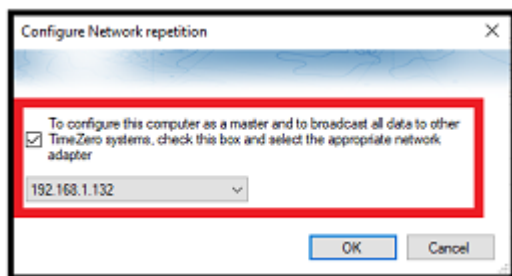 Configure Network repetition
To configure this computer as a master and to broadcast all data to other
TimeZero systems, check this box and select the appropriate network
adapter
192.168.1.132
OK Cancel